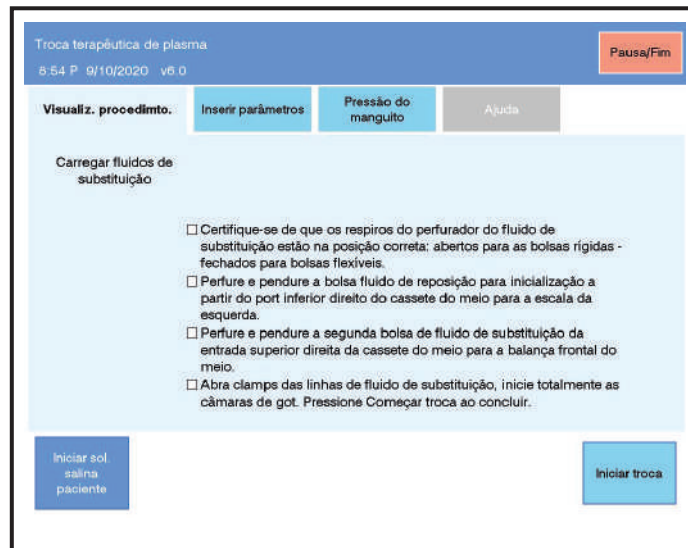 Troca terapêutica de plasma
8:54 P 9/10/2020 v6.0
Pausa/Fim
Visualiz. procedimto.
Inserir parâmetros
Pressão do
manguito
Ajuda
Carregar fluidos de
substituição
Certifique-se de que os respiros do perfurador do fluido de
substituição estão na posição correta: abertos para as bolsas rígidas -
fechados para bolsas flexíveis.
Perfure e pendure a bolsa fluido de reposição para inicialização a
partir do port inferior direito do cassete do meio para a escala da
esquerda.
Perfure e pendure a segunda bolsa de fluido de substituição da
entrada superior direita da cassete do meio para a balança frontal do
meio.
Abra clamps das linhas de fluido de substituição, inicie totalmente as
câmaras de got. Pressione Começar troca ao concluir.
Iniciar sol.
salina
paciente
Iniciar troca